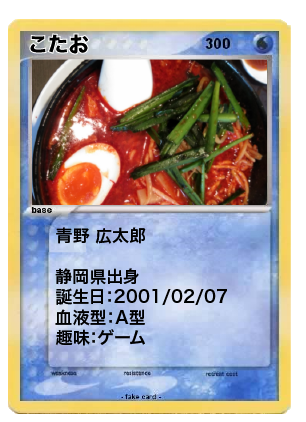 こたお 300
base
青野 広太郎
静岡県出身
誕生日:2001/02/07
血液型:A型
趣味:ゲーム
weakness resistance retreat cost
- fake card -